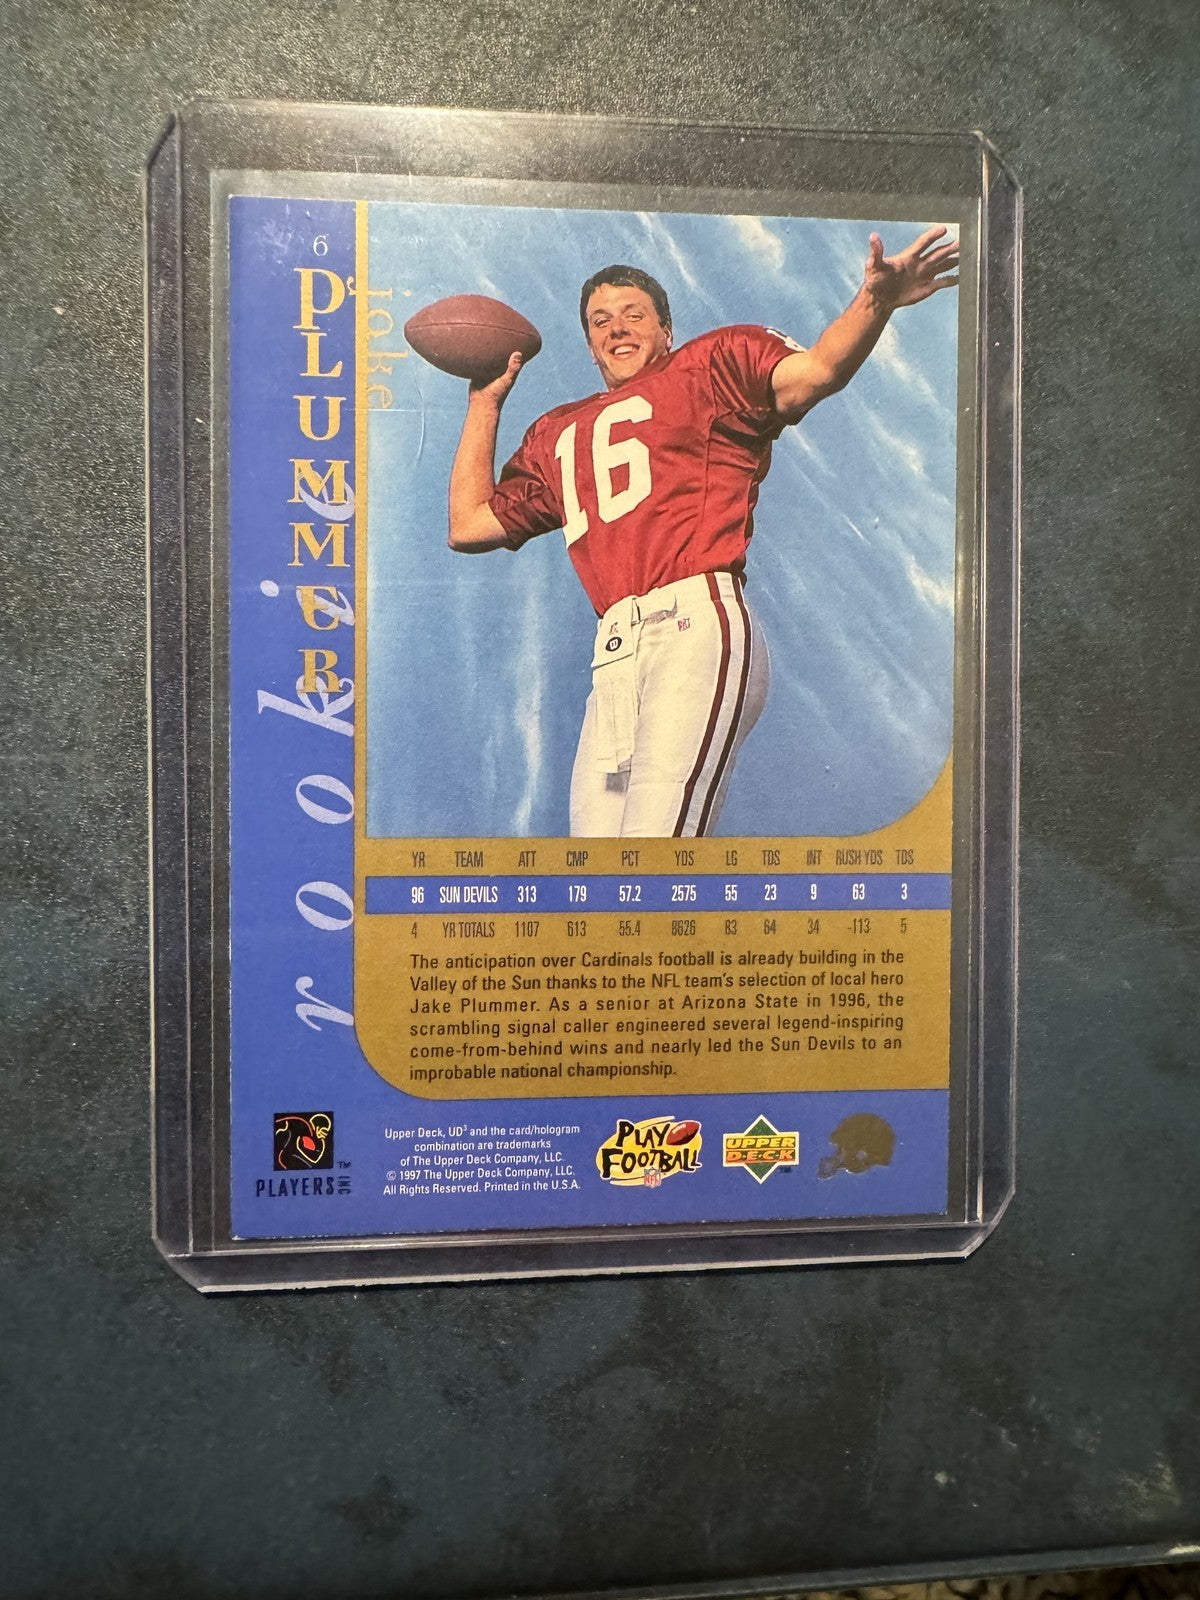 6
PLUMMER
jake
rookie
16
16
YR TEAM ATT CMP PCT YDS LG TDS INT RUSH YDS TDS
96 SUN DEVILS 313 179 57.2 2575 55 23 9 63 3
4 YR TOTALS 1107 613 55.4 8626 83 64 34 -113 5
The anticipation over Cardinals football is already building in the
Valley of the Sun thanks to the NFL team's selection of local hero
Jake Plummer. As a senior at Arizona State in 1996, the
scrambling signal caller engineered several legend-inspiring
come-from-behind wins and nearly led the Sun Devils to an
improbable national championship.
PLAYERS INC TM
Upper Deck, UD³ and the card/hologram
combination are trademarks
of The Upper Deck Company, LLC.
© 1997 The Upper Deck Company, LLC.
All Rights Reserved. Printed in the U.S.A.
PLAY
FOOTBALL
NFL
UPPER
DECK